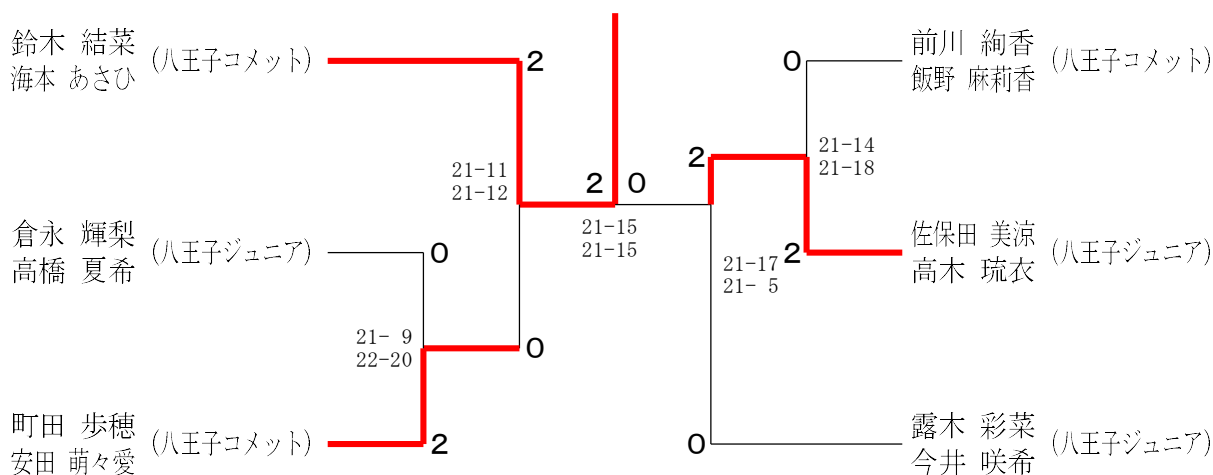 鈴木 結菜
海本 あさひ
(八王子コメット)
2
21-11
21-12
倉永 輝梨
高橋 夏希
(八王子ジュニア)
0
21- 9
22-20
0
町田 歩穂
安田 萌々愛
(八王子コメット)
2
2 0
21-15
21-15
前川 絢香
飯野 麻莉香
(八王子コメット)
0
2
21-14
21-18
佐保田 美涼
高木 琉衣
(八王子ジュニア)
2
21-17
21- 5
露木 彩菜
今井 咲希
(八王子ジュニア)
0